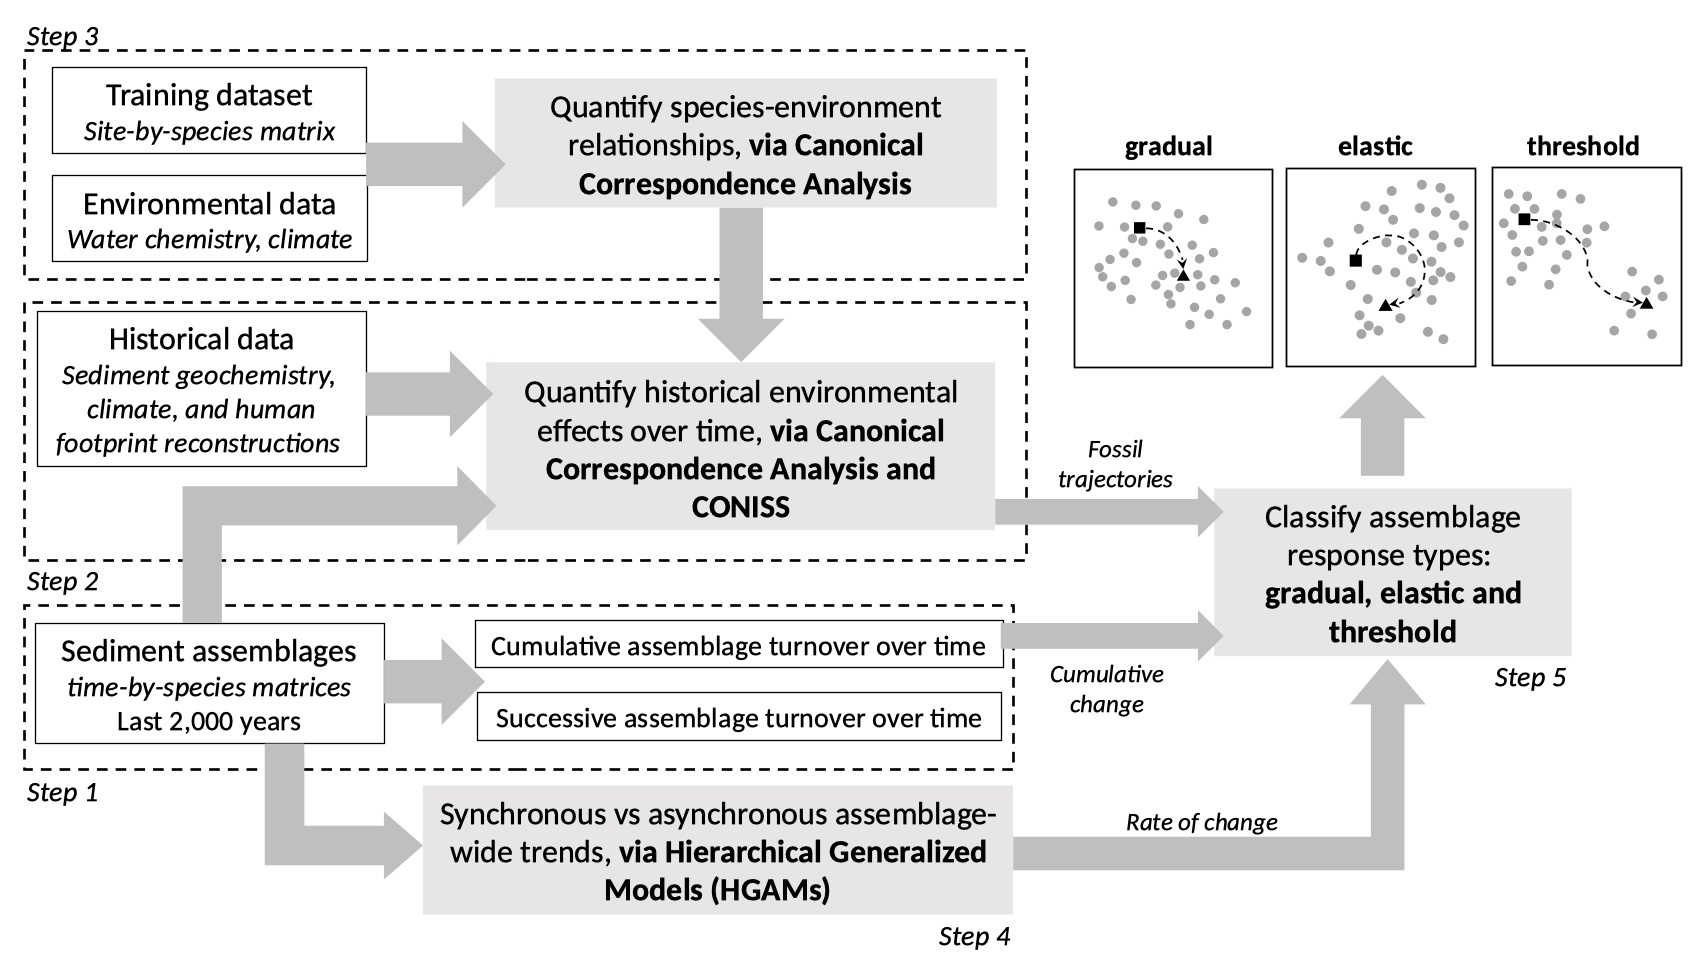 Step 3
Training dataset
Site-by-species matrix
Environmental data
Water chemistry, climate
Quantify species-environment
relationships, via Canonical
Correspondence Analysis
Historical data
Sediment geochemistry,
climate, and human
footprint reconstructions
Quantify historical environmental
effects over time, via Canonical
Correspondence Analysis and
CONISS
Step 2
Sediment assemblages
time-by-species matrices
Last 2,000 years
Cumulative assemblage turnover over time
Successive assemblage turnover over time
Step 1
Synchronous vs asynchronous assemblage-
wide trends, via Hierarchical Generalized
Models (HGAMs)
Step 4
Fossil
trajectories
Cumulative
change
Rate of change
gradual
elastic
threshold
Classify assemblage
response types:
gradual, elastic and
threshold
Step 5